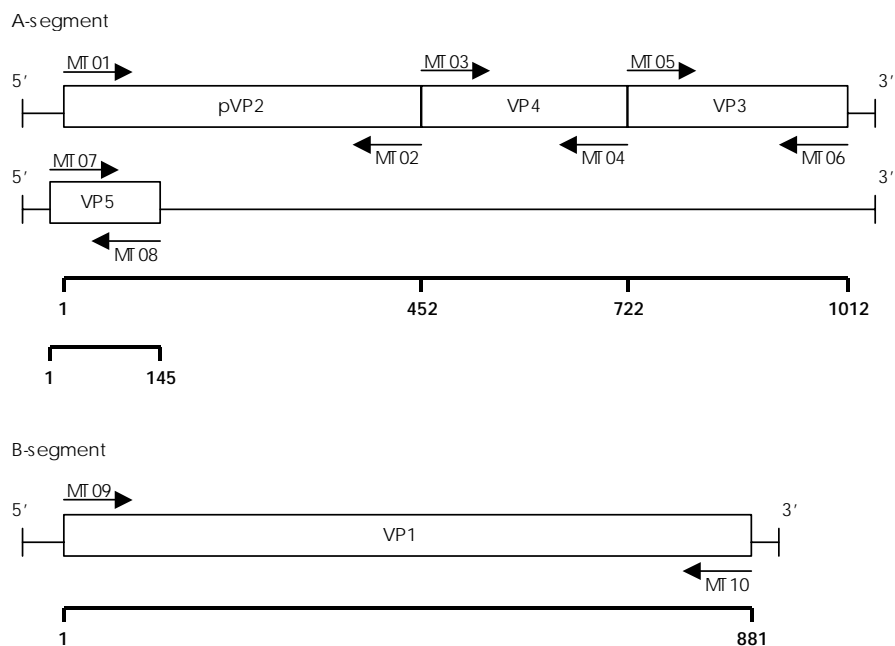 A-segment
MT01 MT03 MT05
5' 3'
pVP2 VP4 VP3
MT02 MT04 MT06
MT07
5' 3'
VP5
MT08
1 452 722 1012
1 145
B-segment
MT09
5' 3'
VP1
MT10
1 881